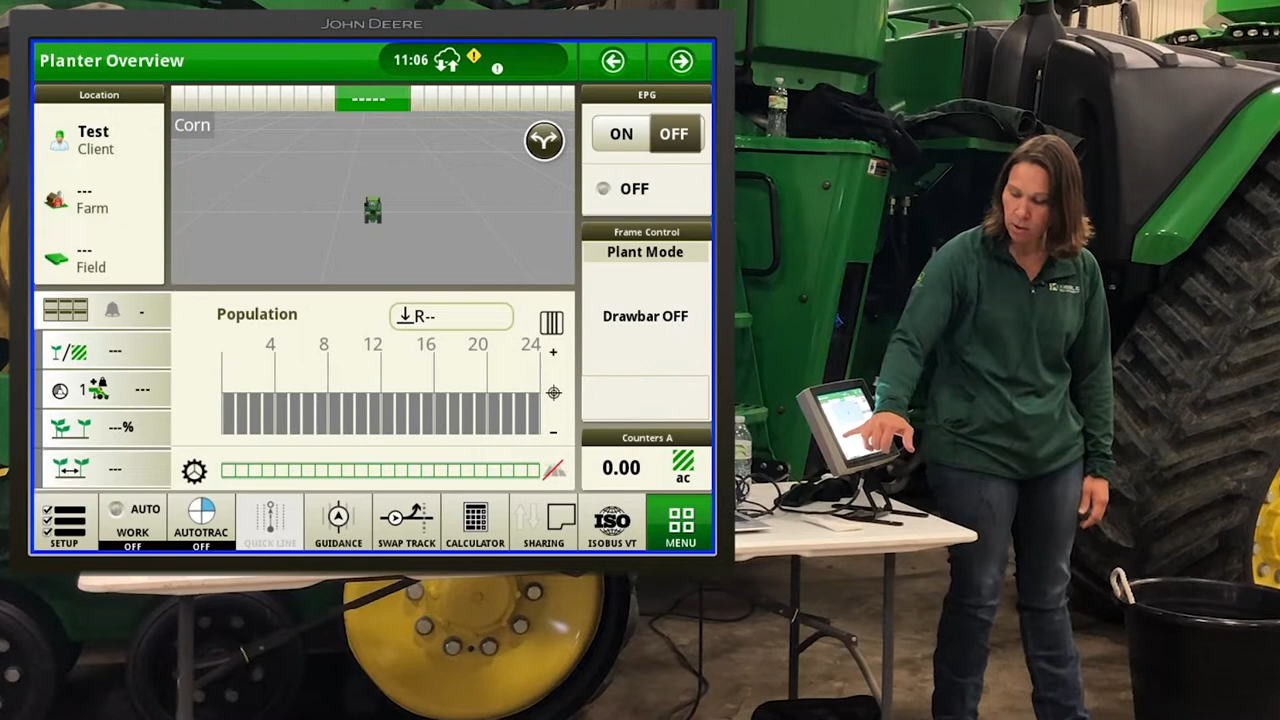 JOHN DEERE
Planter Overview
11:06
Location
Test
Client
---
Farm
---
Field
-----
Corn
EPG
ON OFF
OFF
Frame Control
Plant Mode
Drawbar OFF
Counters A
0.00
ac
-
---
1 ---
---%
---
Population
R--
4 8 12 16 20 24
+
-
SETUP
AUTO
WORK
OFF
AUTOTRAC
OFF
QUICK LINE
GUIDANCE
SWAP TRACK
CALCULATOR
SHARING
ISO
ISOBUS VT
MENU